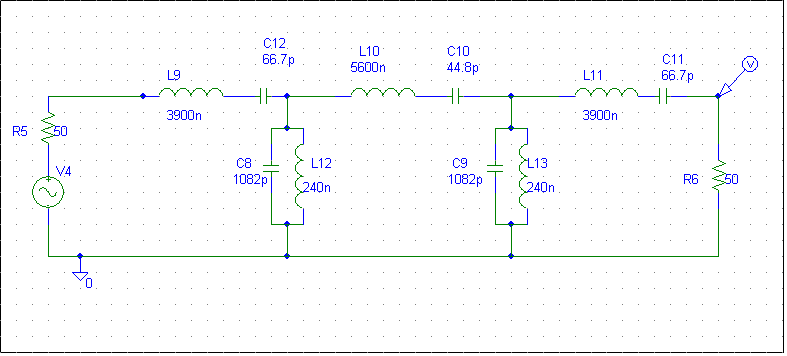 C12
66.7p
L10
5600n
C10
44.8p
C11
66.7p
V
L9
3900n
L11
3900n
R5
50
V4
C8
1082p
L12
240n
C9
1082p
L13
240n
R6
50
0